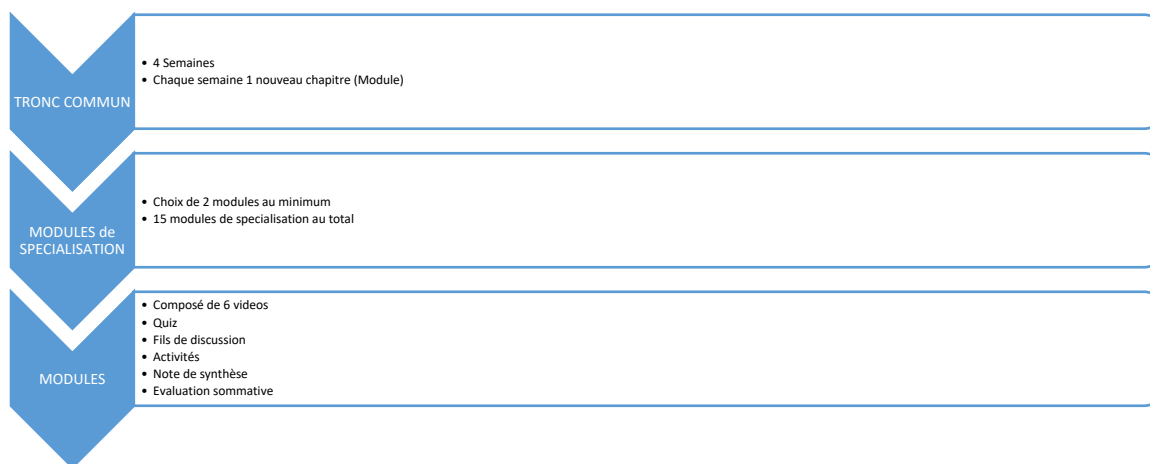 TRONC COMMUN
• 4 Semaines
• Chaque semaine 1 nouveau chapitre (Module)
MODULES de
SPECIALISATION
• Choix de 2 modules au minimum
• 15 modules de specialisation au total
MODULES
• Composé de 6 videos
• Quiz
• Fils de discussion
• Activités
• Note de synthèse
• Evaluation sommative